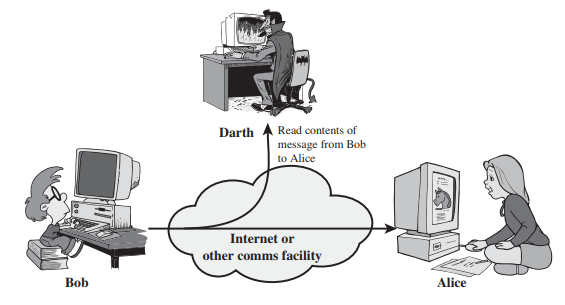 Darth
Read contents of
message from Bob
to Alice
Internet or
other comms facility
Bob
Alice